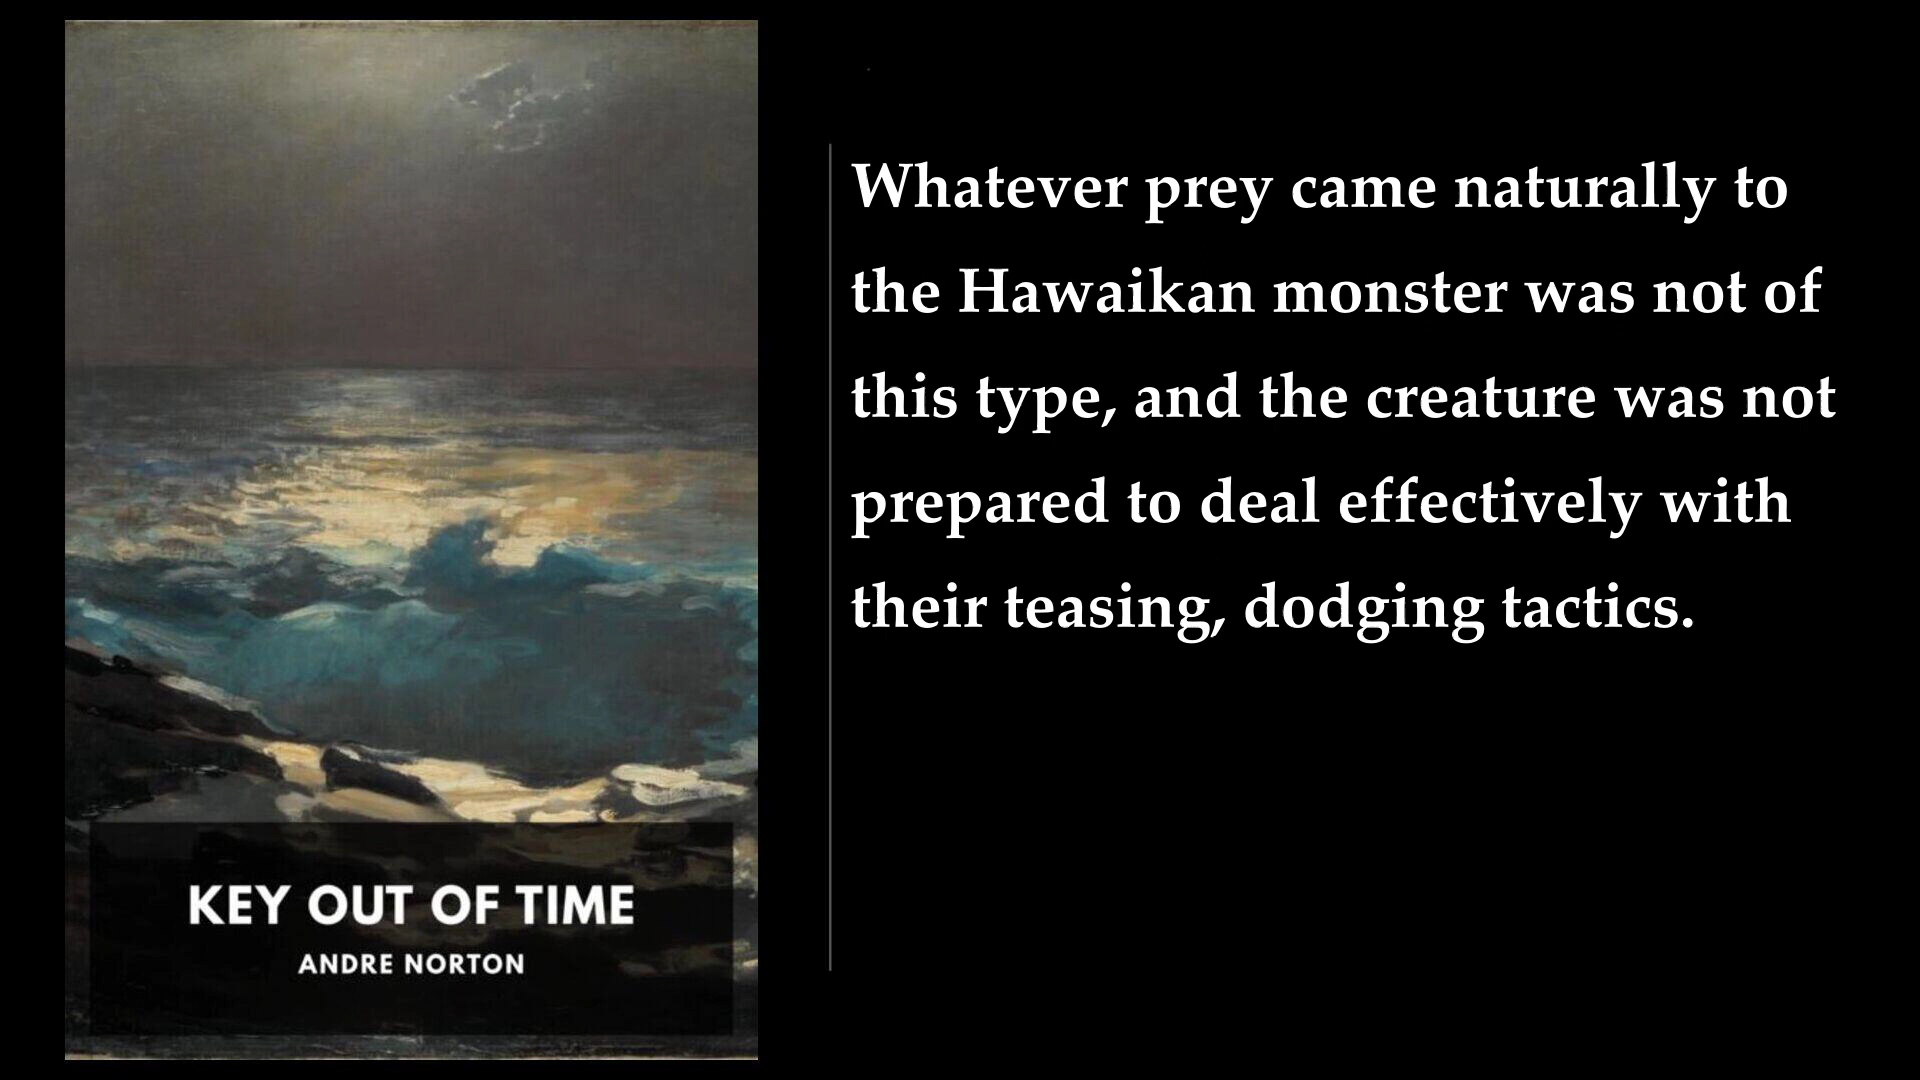 KEY OUT OF TIME
ANDRE NORTON
Whatever prey came naturally to
the Hawaikan monster was not of
this type, and the creature was not
prepared to deal effectively with
their teasing, dodging tactics.